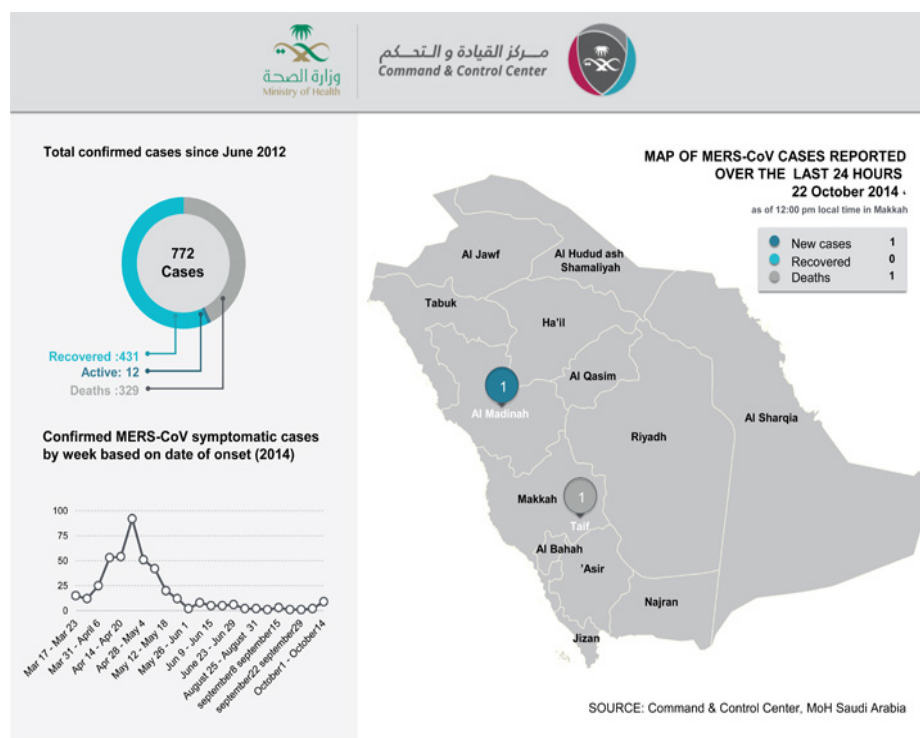 وزارة الصحة
Ministry of Health
مـــركز القيادة و الـتـحـكـم
Command & Control Center
Total confirmed cases since June 2012
772
Cases
Recovered :431
Active: 12
Deaths :329
Confirmed MERS-CoV symptomatic cases
by week based on date of onset (2014)
100
75
50
25
0
Mar 17 - Mar 23
Mar 31 - April 6
Apr 14 - Apr 20
Apr 28 - May 4
May 12 - May 18
May 26 - Jun 1
Jun 9 - Jun 15
June 23 - Jun 29
August 25 - August 31
september8 september15
september22 september29
October1 - October14
MAP OF MERS-CoV CASES REPORTED
OVER THE LAST 24 HOURS
22 October 2014
as of 12:00 pm local time in Makkah
New cases 1
Recovered 0
Deaths 1
Al Jawf
Al Hudud ash
Shamaliyah
Tabuk
Ha'il
Al Qasim
1
Al Madinah
Al Sharqia
Riyadh
Makkah
1
Taif
Al Bahah
'Asir
Najran
Jizan
SOURCE: Command & Control Center, MoH Saudi Arabia